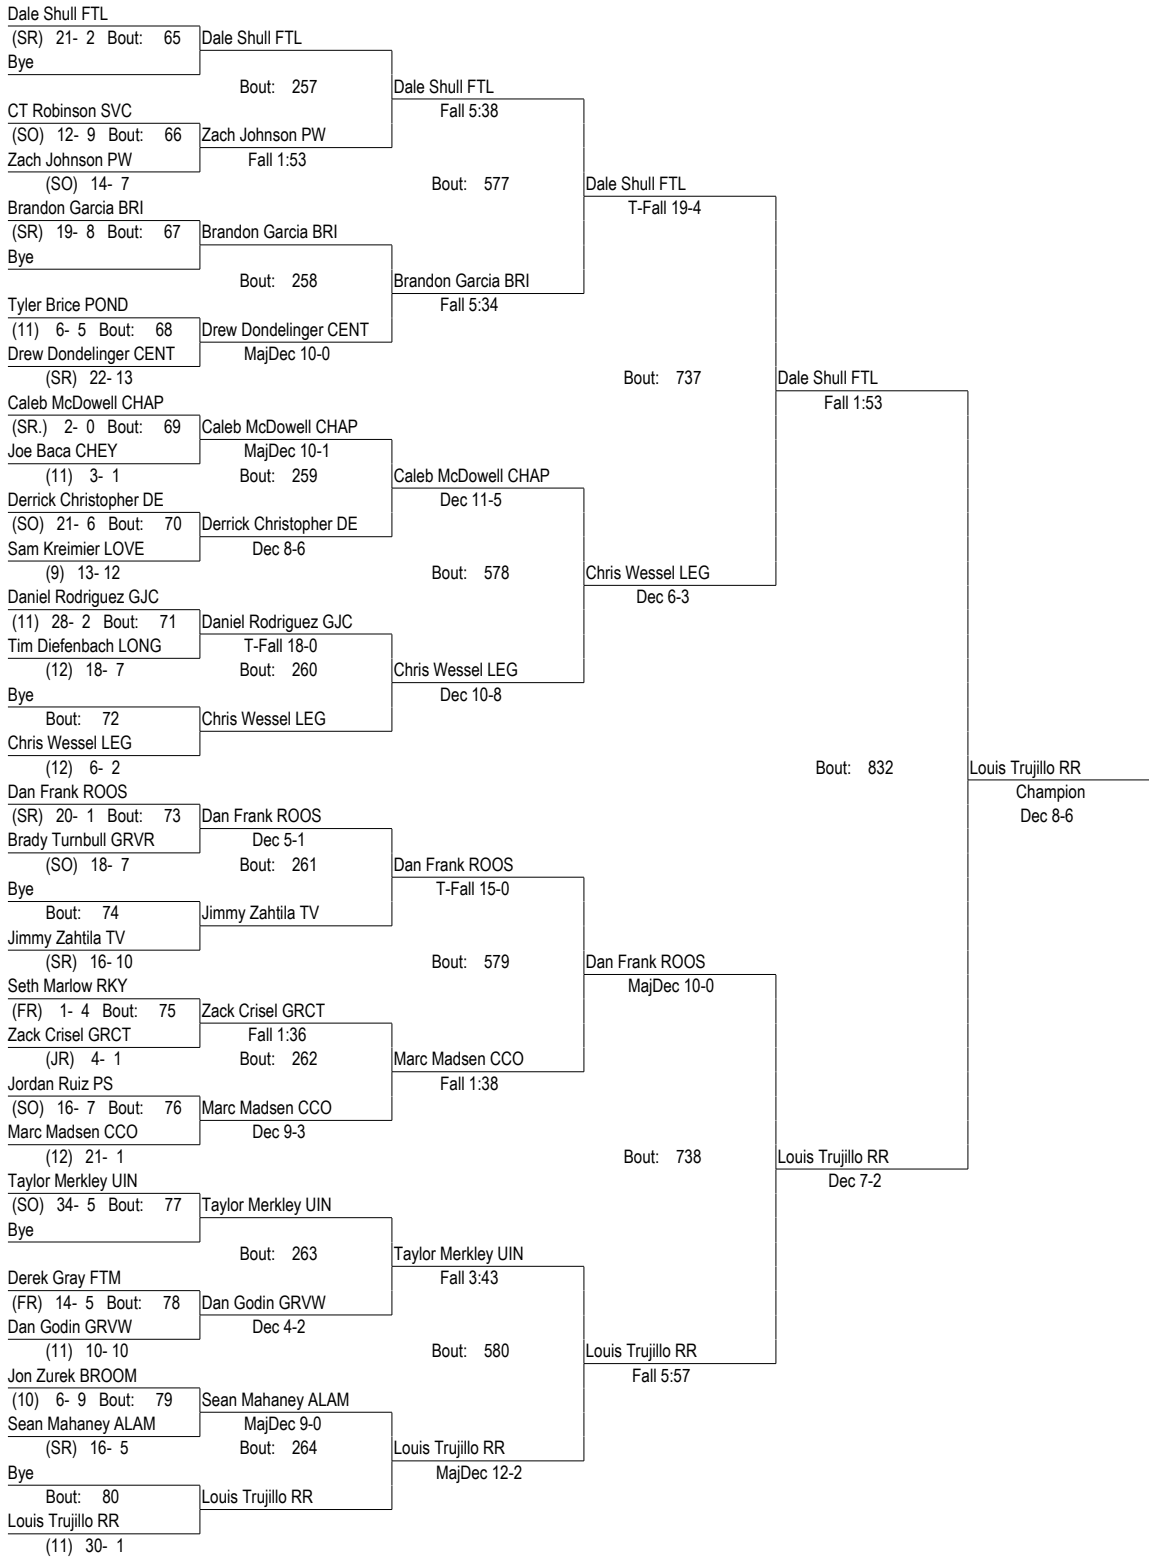 Dale Shull FTL
(SR) 21- 2 Bout: 65 Dale Shull FTL
Bye
Bout: 257 Dale Shull FTL
CT Robinson SVC Fall 5:38
(SO) 12- 9 Bout: 66 Zach Johnson PW
Zach Johnson PW Fall 1:53
(SO) 14- 7 Bout: 577 Dale Shull FTL
Brandon Garcia BRI T-Fall 19-4
(SR) 19- 8 Bout: 67 Brandon Garcia BRI
Bye
Bout: 258 Brandon Garcia BRI
Tyler Brice POND Fall 5:34
(11) 6- 5 Bout: 68 Drew Dondelinger CENT
Drew Dondelinger CENT MajDec 10-0
(SR) 22- 13 Bout: 737 Dale Shull FTL
Caleb McDowell CHAP Fall 1:53
(SR.) 2- 0 Bout: 69 Caleb McDowell CHAP
Joe Baca CHEY MajDec 10-1
(11) 3- 1 Bout: 259 Caleb McDowell CHAP
Derrick Christopher DE Dec 11-5
(SO) 21- 6 Bout: 70 Derrick Christopher DE
Sam Kreimier LOVE Dec 8-6
(9) 13- 12 Bout: 578 Chris Wessel LEG
Daniel Rodriguez GJC Dec 6-3
(11) 28- 2 Bout: 71 Daniel Rodriguez GJC
Tim Diefenbach LONG T-Fall 18-0
(12) 18- 7 Bout: 260 Chris Wessel LEG
Bye Dec 10-8
Bout: 72 Chris Wessel LEG
Chris Wessel LEG
(12) 6- 2 Bout: 832 Louis Trujillo RR
Dan Frank ROOS Champion
(SR) 20- 1 Bout: 73 Dan Frank ROOS Dec 8-6
Brady Turnbull GRVR Dec 5-1
(SO) 18- 7 Bout: 261 Dan Frank ROOS
Bye T-Fall 15-0
Bout: 74 Jimmy Zahtila TV
Jimmy Zahtila TV
(SR) 16- 10 Bout: 579 Dan Frank ROOS
Seth Marlow RKY MajDec 10-0
(FR) 1- 4 Bout: 75 Zack Crisel GRCT
Zack Crisel GRCT Fall 1:36
(JR) 4- 1 Bout: 262 Marc Madsen CCO
Jordan Ruiz PS Fall 1:38
(SO) 16- 7 Bout: 76 Marc Madsen CCO
Marc Madsen CCO Dec 9-3
(12) 21- 1 Bout: 738 Louis Trujillo RR
Taylor Merkley UIN Dec 7-2
(SO) 34- 5 Bout: 77 Taylor Merkley UIN
Bye
Bout: 263 Taylor Merkley UIN
Derek Gray FTM Fall 3:43
(FR) 14- 5 Bout: 78 Dan Godin GRVW
Dan Godin GRVW Dec 4-2
(11) 10- 10 Bout: 580 Louis Trujillo RR
Jon Zurek BROOM Fall 5:57
(10) 6- 9 Bout: 79 Sean Mahaney ALAM
Sean Mahaney ALAM MajDec 9-0
(SR) 16- 5 Bout: 264 Louis Trujillo RR
Bye MajDec 12-2
Bout: 80 Louis Trujillo RR
Louis Trujillo RR
(11) 30- 1